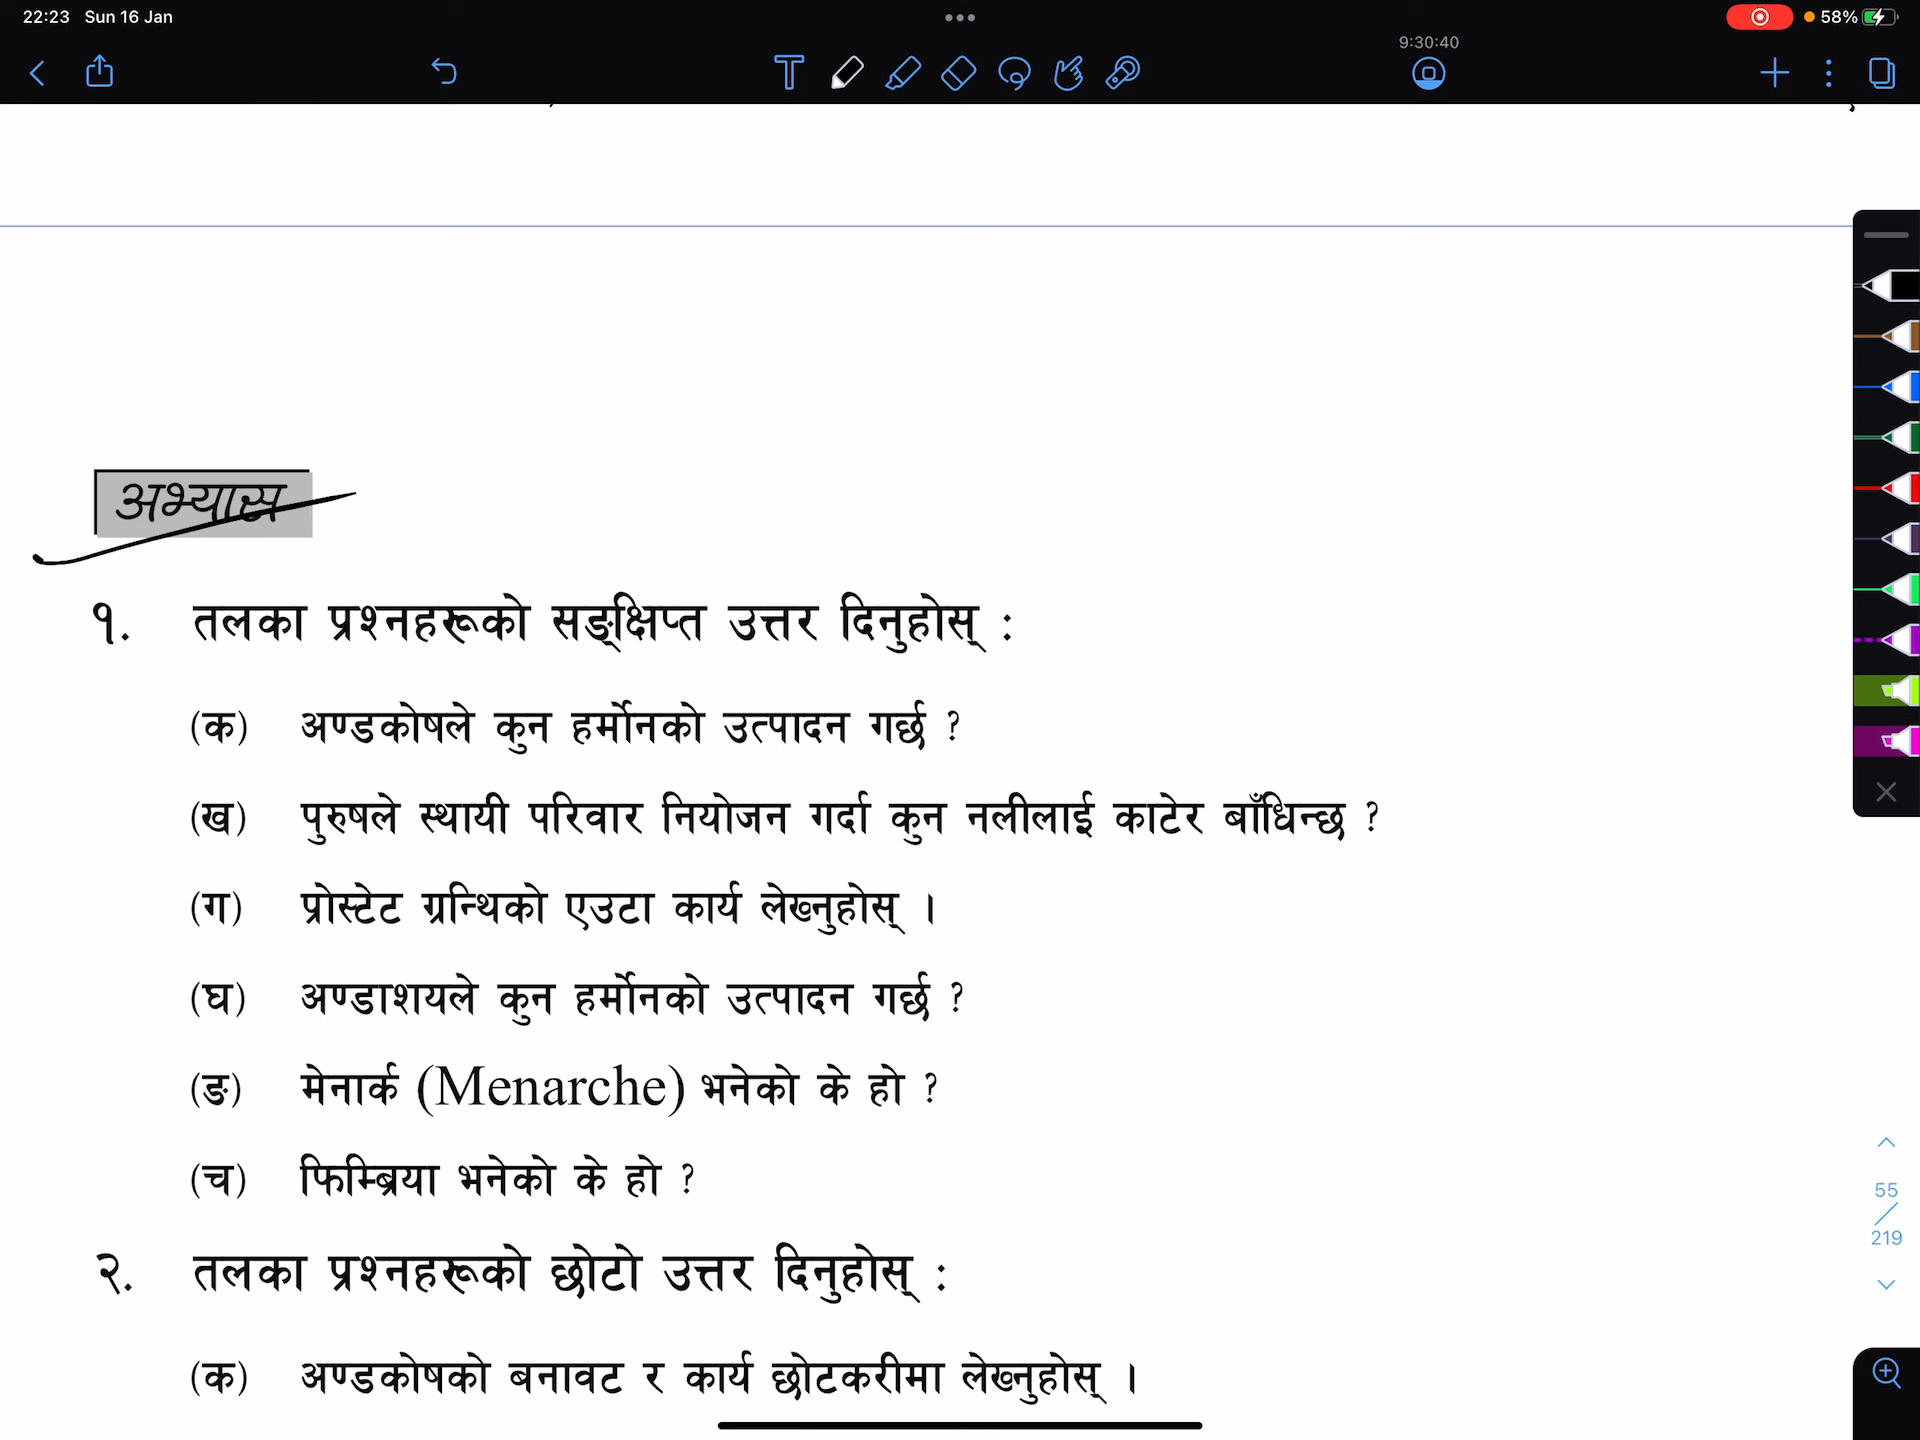 22:23 Sun 16 Jan
58%
9:30:40
अभ्यास
१. तलका प्रश्नहरूको सङ्क्षिप्त उत्तर दिनुहोस् :
(क) अण्डकोषले कुन हर्मोनको उत्पादन गर्छ ?
(ख) पुरुषले स्थायी परिवार नियोजन गर्दा कुन नलीलाई काटेर बाँधिन्छ ?
(ग) प्रोस्टेट ग्रन्थिको एउटा कार्य लेख्नुहोस् ।
(घ) अण्डाशयले कुन हर्मोनको उत्पादन गर्छ ?
(ङ) मेनार्क (Menarche) भनेको के हो ?
(च) फिम्ब्रिया भनेको के हो ?
२. तलका प्रश्नहरूको छोटो उत्तर दिनुहोस् :
(क) अण्डकोषको बनावट र कार्य छोटकरीमा लेख्नुहोस् ।
55
219